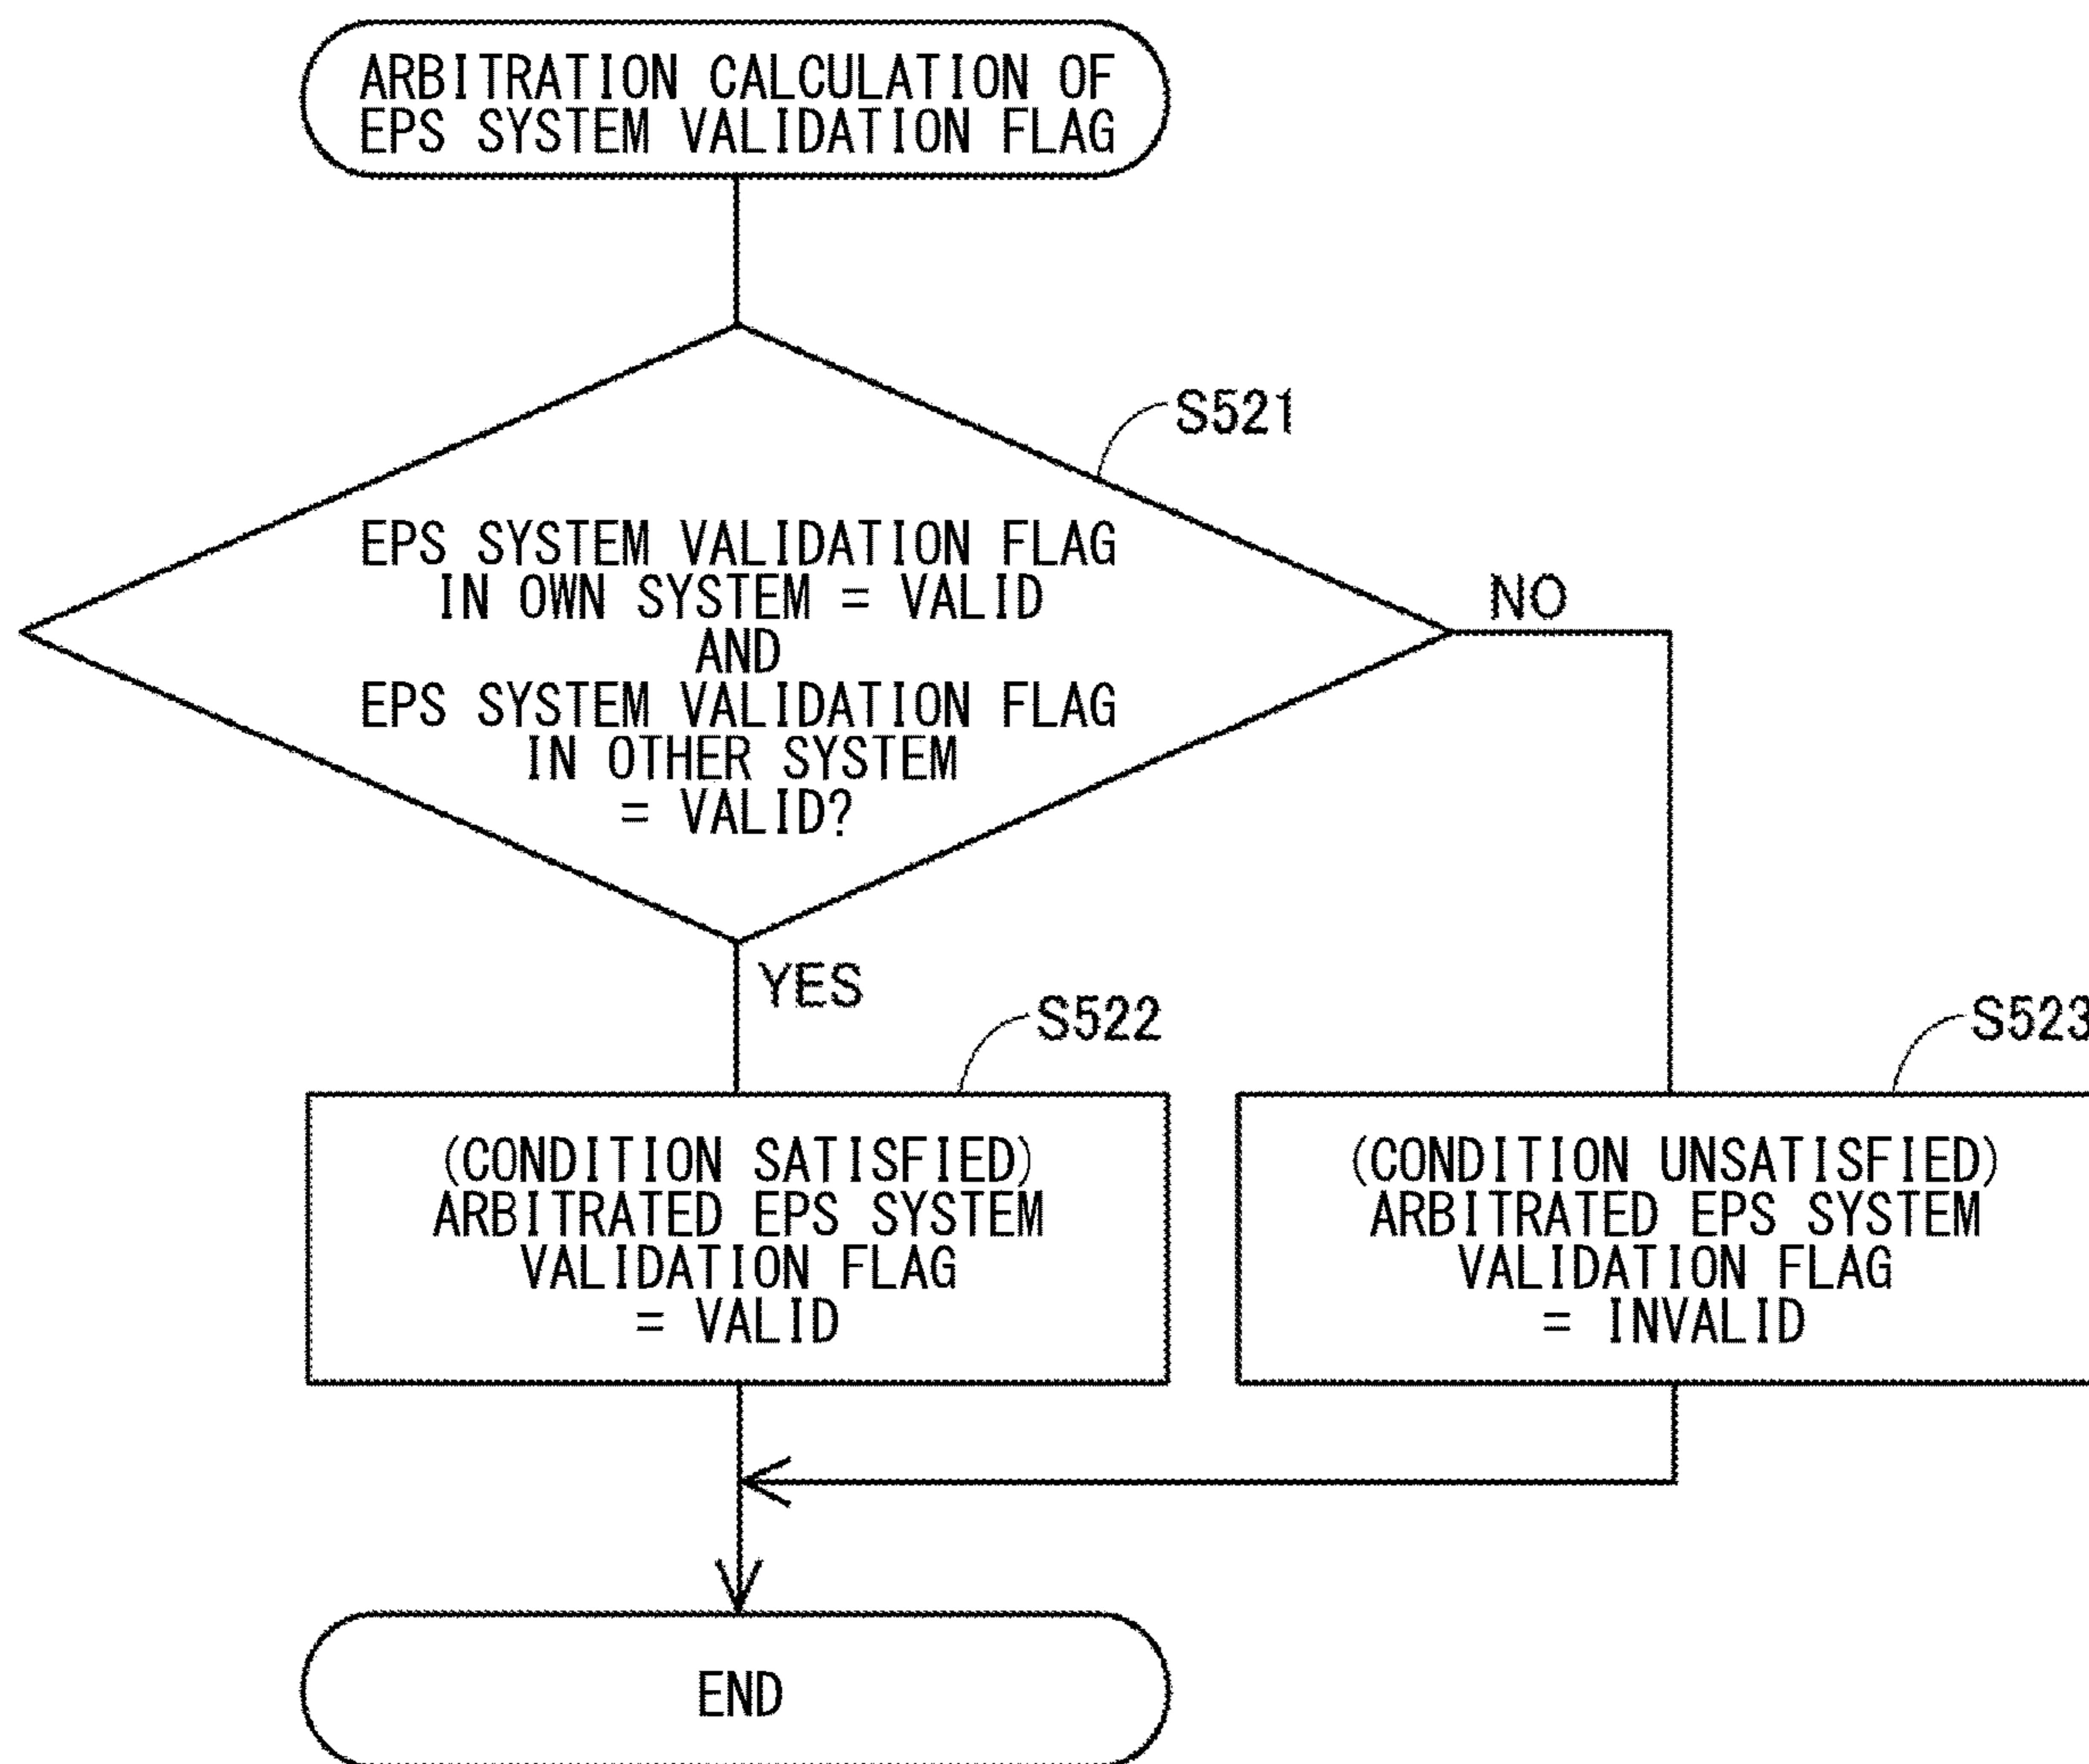 ARBITRATION CALCULATION OF
EPS SYSTEM VALIDATION FLAG
S521
EPS SYSTEM VALIDATION FLAG
IN OWN SYSTEM = VALID
AND
EPS SYSTEM VALIDATION FLAG
IN OTHER SYSTEM
= VALID?
NO
YES
S522
(CONDITION SATISFIED)
ARBITRATED EPS SYSTEM
VALIDATION FLAG
= VALID
S523
(CONDITION UNSATISFIED)
ARBITRATED EPS SYSTEM
VALIDATION FLAG
= INVALID
END